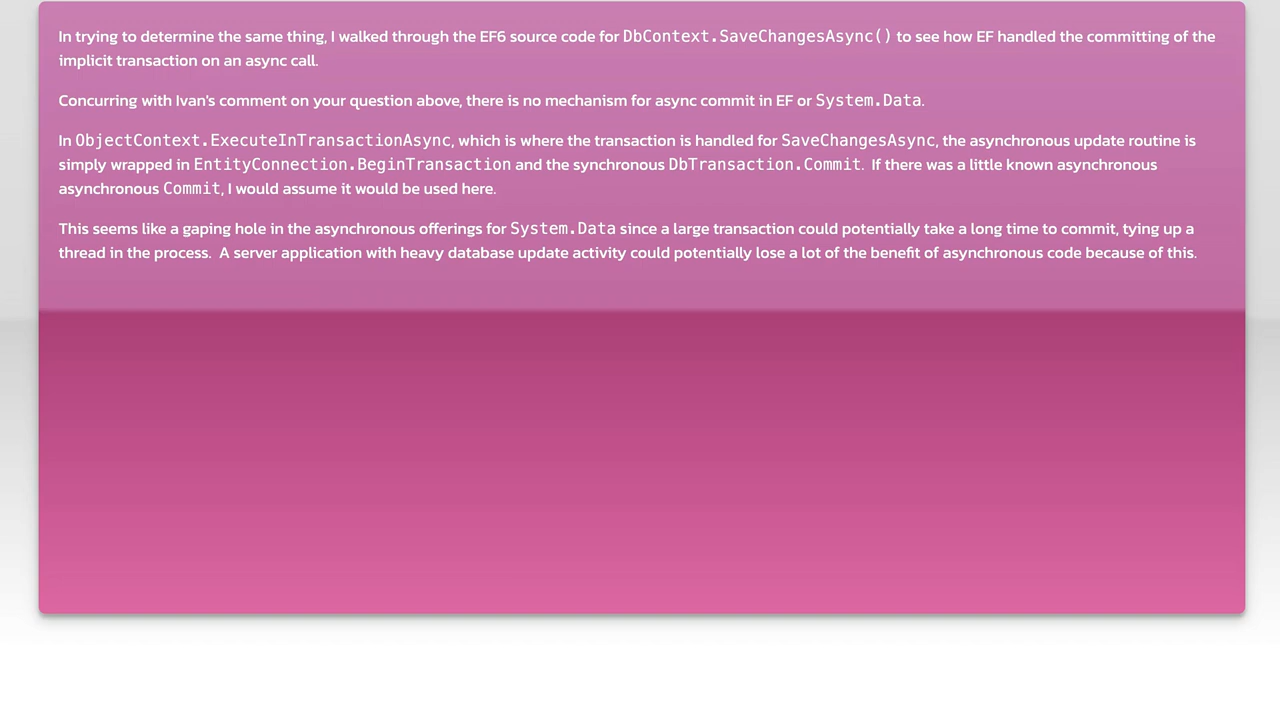 In trying to determine the same thing, I walked through the EF6 source code for DbContext.SaveChangesAsync() to see how EF handled the committing of the
implicit transaction on an async call.
Concurring with Ivan's comment on your question above, there is no mechanism for async commit in EF or System.Data.
In ObjectContext.ExecuteInTransactionAsync, which is where the transaction is handled for SaveChangesAsync, the asynchronous update routine is
simply wrapped in EntityConnection.BeginTransaction and the synchronous DbTransaction.Commit.  If there was a little known asynchronous
asynchronous Commit, I would assume it would be used here.
This seems like a gaping hole in the asynchronous offerings for System.Data since a large transaction could potentially take a long time to commit, tying up a
thread in the process.  A server application with heavy database update activity could potentially lose a lot of the benefit of asynchronous code because of this.